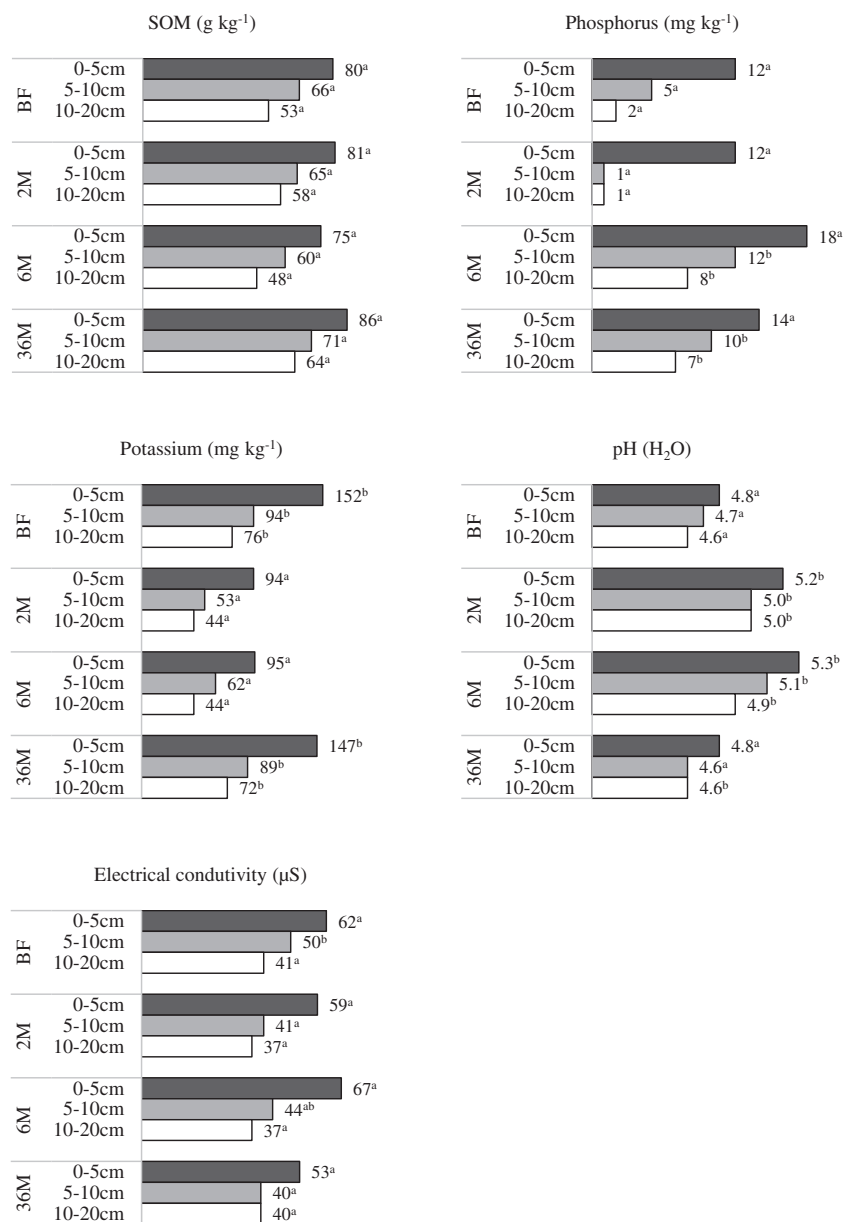 SOM (g kg⁻¹)
BF
0-5cm 80ᵃ
5-10cm 66ᵃ
10-20cm 53ᵃ
2M
0-5cm 81ᵃ
5-10cm 65ᵃ
10-20cm 58ᵃ
6M
0-5cm 75ᵃ
5-10cm 60ᵃ
10-20cm 48ᵃ
36M
0-5cm 86ᵃ
5-10cm 71ᵃ
10-20cm 64ᵃ
Phosphorus (mg kg⁻¹)
BF
0-5cm 12ᵃ
5-10cm 5ᵃ
10-20cm 2ᵃ
2M
0-5cm 12ᵃ
5-10cm 1ᵃ
10-20cm 1ᵃ
6M
0-5cm 18ᵃ
5-10cm 12ᵇ
10-20cm 8ᵇ
36M
0-5cm 14ᵃ
5-10cm 10ᵇ
10-20cm 7ᵇ
Potassium (mg kg⁻¹)
BF
0-5cm 152ᵇ
5-10cm 94ᵇ
10-20cm 76ᵇ
2M
0-5cm 94ᵃ
5-10cm 53ᵃ
10-20cm 44ᵃ
6M
0-5cm 95ᵃ
5-10cm 62ᵃ
10-20cm 44ᵃ
36M
0-5cm 147ᵇ
5-10cm 89ᵇ
10-20cm 72ᵇ
pH (H₂O)
BF
0-5cm 4.8ᵃ
5-10cm 4.7ᵃ
10-20cm 4.6ᵃ
2M
0-5cm 5.2ᵇ
5-10cm 5.0ᵇ
10-20cm 5.0ᵇ
6M
0-5cm 5.3ᵇ
5-10cm 5.1ᵇ
10-20cm 4.9ᵇ
36M
0-5cm 4.8ᵃ
5-10cm 4.6ᵃ
10-20cm 4.6ᵇ
Electrical condutivity (µS)
BF
0-5cm 62ᵃ
5-10cm 50ᵇ
10-20cm 41ᵃ
2M
0-5cm 59ᵃ
5-10cm 41ᵃ
10-20cm 37ᵃ
6M
0-5cm 67ᵃ
5-10cm 44ᵃᵇ
10-20cm 37ᵃ
36M
0-5cm 53ᵃ
5-10cm 40ᵃ
10-20cm 40ᵃ